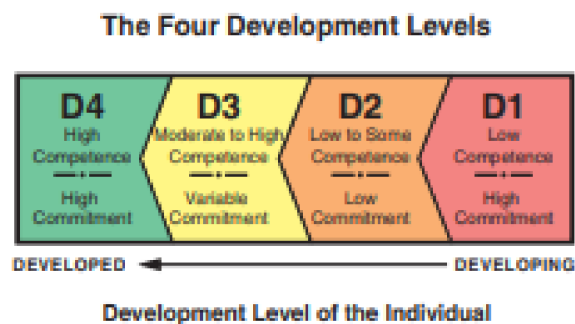 The Four Development Levels
D4
High
Competence
High
Commitment
D3
Moderate to High
Competence
Variable
Commitment
D2
Low to Some
Competence
Low
Commitment
D1
Low
Competence
High
Commitment
DEVELOPED
DEVELOPING
Development Level of the Individual